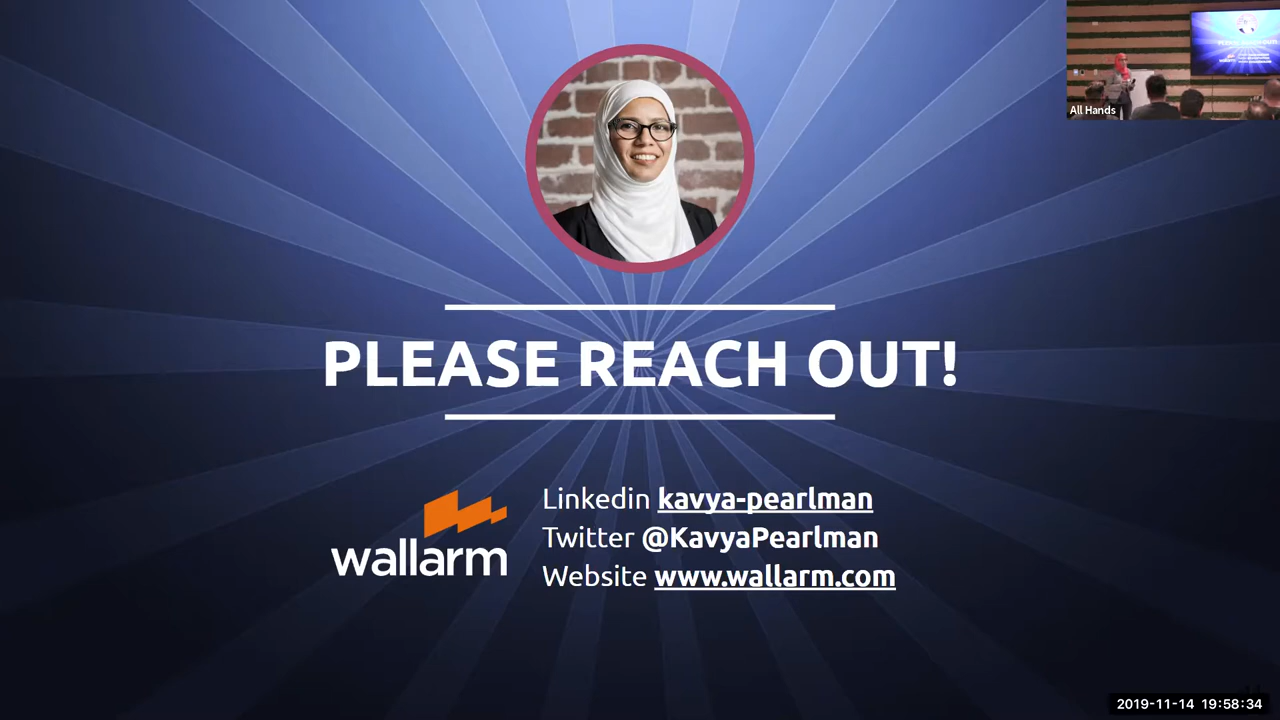 All Hands
PLEASE REACH OUT!
wallarm
Linkedin kavya-pearlman
Twitter @KavyaPearlman
Website www.wallarm.com
2019-11-14 19:58:34